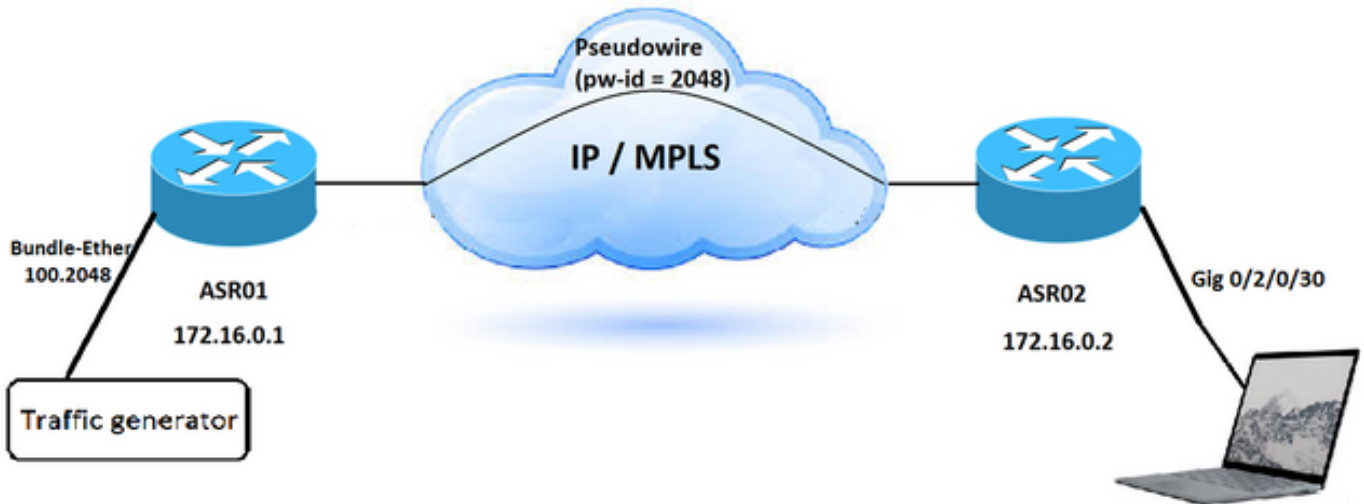 Pseudowire
(pw-id = 2048)
IP / MPLS
Bundle-Ether
100.2048
ASR01
172.16.0.1
ASR02
172.16.0.2
Gig 0/2/0/30
Traffic generator